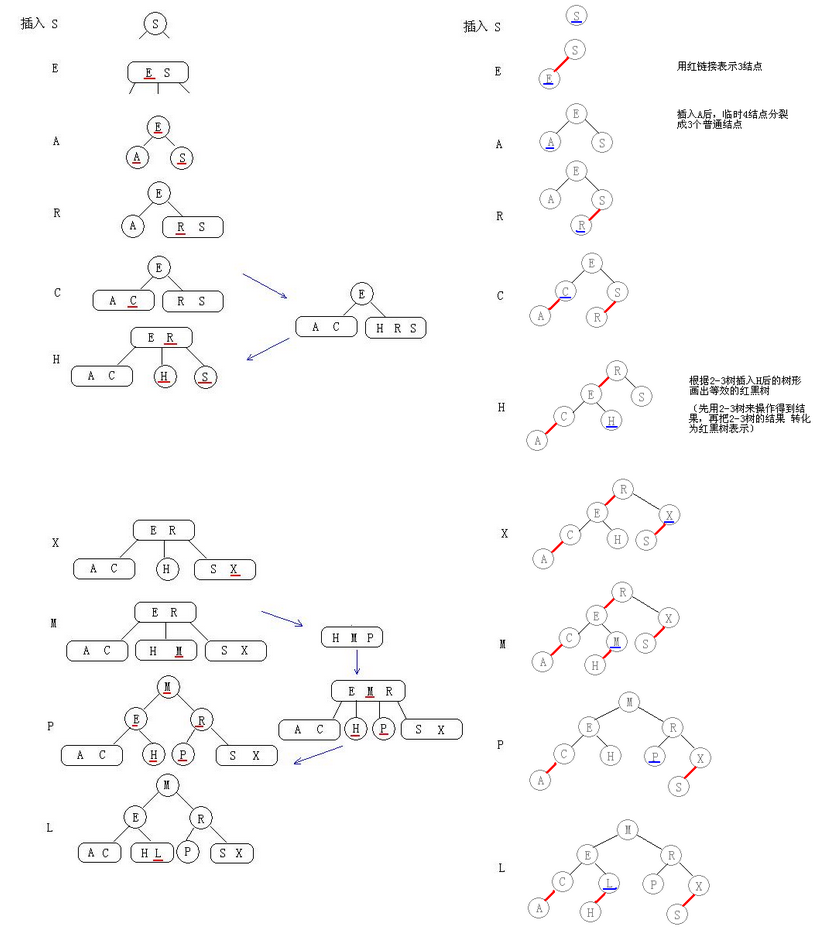 插入 S
S
E
E S
A
E
A S
R
E
A R S
C
E
A C R S
E
A C H R S
H
E R
A C H S
X
E R
A C H S X
M
E R
A C H M S X
H M P
E M R
A C H P S X
P
M
E R
A C H P S X
L
M
E R
A C H L P S X
插入 S
S
E
S
E
用红链接表示3结点
A
E
A S
插入A后，临时4结点分裂
成3个普通结点
R
E
A S
R
C
E
C S
A R
H
R
E S
C H
A
根据2-3树插入H后的树形
画出等效的红黑树
（先用2-3树来操作得到结
果，再把2-3树的结果 转化
为红黑树表示）
X
R
E X
C H S
A
M
R
E X
C M S
A H
P
M
E R
C H P X
A S
L
M
E R
C L P X
A H S